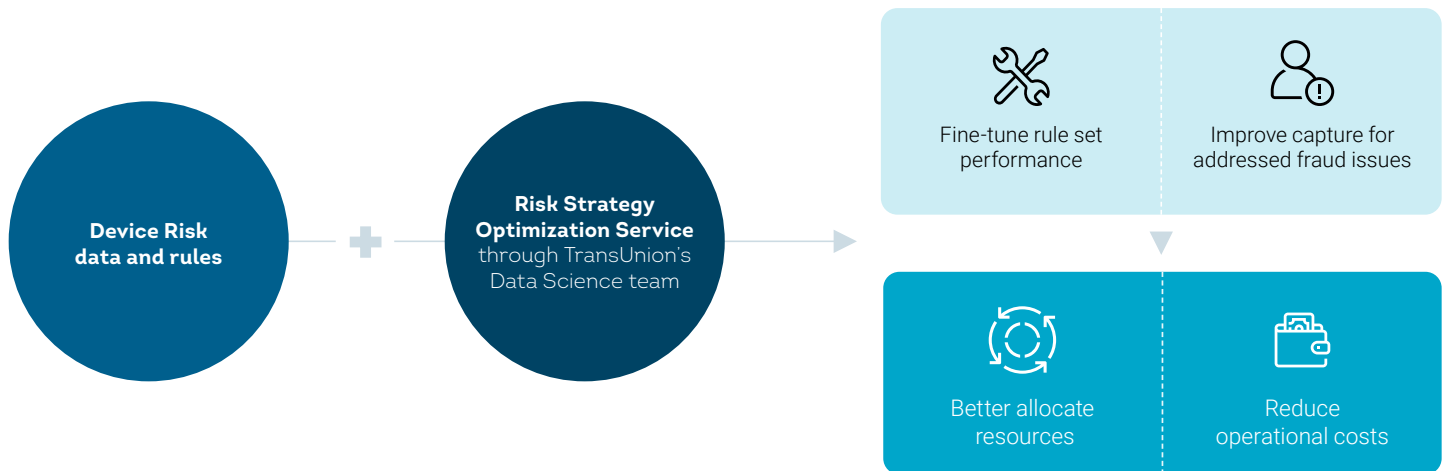 Device Risk
data and rules
Risk Strategy
Optimization Service
through TransUnion’s
Data Science team
Fine-tune rule set
performance
Improve capture for
addressed fraud issues
Better allocate
resources
Reduce
operational costs